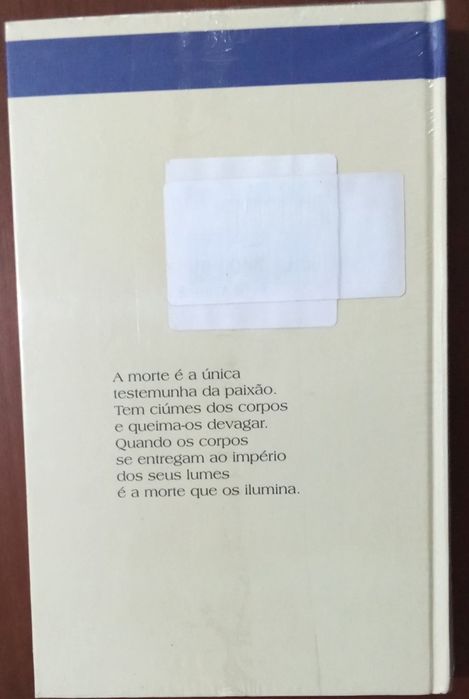 A morte é a única
testemunha da paixão.
Tem ciúmes dos corpos
e queima-os devagar.
Quando os corpos
se entregam ao império
dos seus lumes
é a morte que os ilumina.